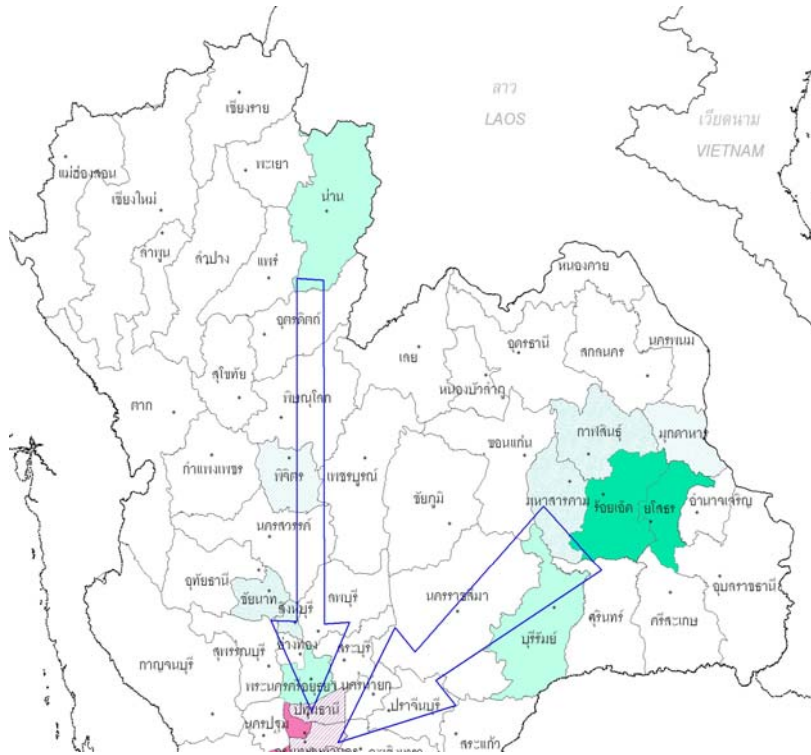 เชียงราย
ลาว
LAOS
เวียดนาม
VIETNAM
พะเยา
แม่ฮ่องสอน
น่าน
เชียงใหม่
ลำพูน
ลำปาง
แพร่
หนองคาย
อุตรดิตถ์
เลย
อุดรธานี
สกลนคร
นครพนม
สุโขทัย
หนองบัวลำภู
พิษณุโลก
ตาก
กาฬสินธุ์
มุกดาหาร
ขอนแก่น
กำแพงเพชร
พิจิตร
เพชรบูรณ์
ชัยภูมิ
มหาสารคาม
ร้อยเอ็ด
ยโสธร
อำนาจเจริญ
นครสวรรค์
อุทัยธานี
ชัยนาท
สิงหบุรี
ลพบุรี
นครราชสีมา
อุบลราชธานี
สุรินทร์
ศรีสะเกษ
บุรีรัมย์
กาญจนบุรี
สุพรรณบุรี
อ่างทอง
สระบุรี
พระนครศรีอยุธยา
นครนายก
ปราจีนบุรี
ปทุมธานี
นครปฐม
สระแก้ว